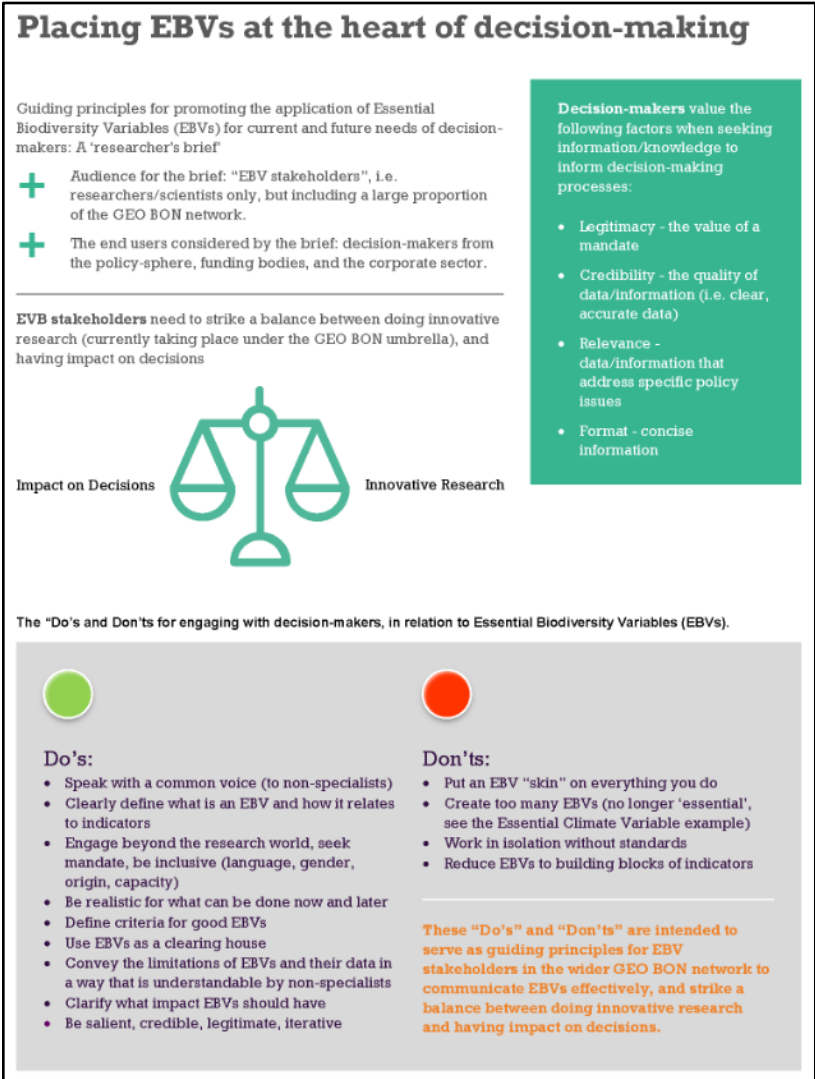 Placing EBVs at the heart of decision-making
Guiding principles for promoting the application of Essential
Biodiversity Variables (EBVs) for current and future needs of decision-
makers: A ‘researcher’s brief’
Audience for the brief: “EBV stakeholders”, i.e.
researchers/scientists only, but including a large proportion
of the GEO BON network.
The end users considered by the brief: decision-makers from
the policy-sphere, funding bodies, and the corporate sector.
EVB stakeholders need to strike a balance between doing innovative
research (currently taking place under the GEO BON umbrella), and
having impact on decisions
Impact on Decisions
Innovative Research
Decision-makers value the
following factors when seeking
information/knowledge to
inform decision-making
processes:
• Legitimacy - the value of a
mandate
• Credibility - the quality of
data/information (i.e. clear,
accurate data)
• Relevance -
data/information that
address specific policy
issues
• Format - concise
information
The "Do's and Don'ts for engaging with decision-makers, in relation to Essential Biodiversity Variables (EBVs).
Do’s:
• Speak with a common voice (to non-specialists)
• Clearly define what is an EBV and how it relates
to indicators
• Engage beyond the research world, seek
mandate, be inclusive (language, gender,
origin, capacity)
• Be realistic for what can be done now and later
• Define criteria for good EBVs
• Use EBVs as a clearing house
• Convey the limitations of EBVs and their data in
a way that is understandable by non-specialists
• Clarify what impact EBVs should have
• Be salient, credible, legitimate, iterative
Don’ts:
• Put an EBV “skin” on everything you do
• Create too many EBVs (no longer ‘essential’,
see the Essential Climate Variable example)
• Work in isolation without standards
• Reduce EBVs to building blocks of indicators
These “Do’s” and “Don’ts” are intended to
serve as guiding principles for EBV
stakeholders in the wider GEO BON network to
communicate EBVs effectively, and strike a
balance between doing innovative research
and having impact on decisions.